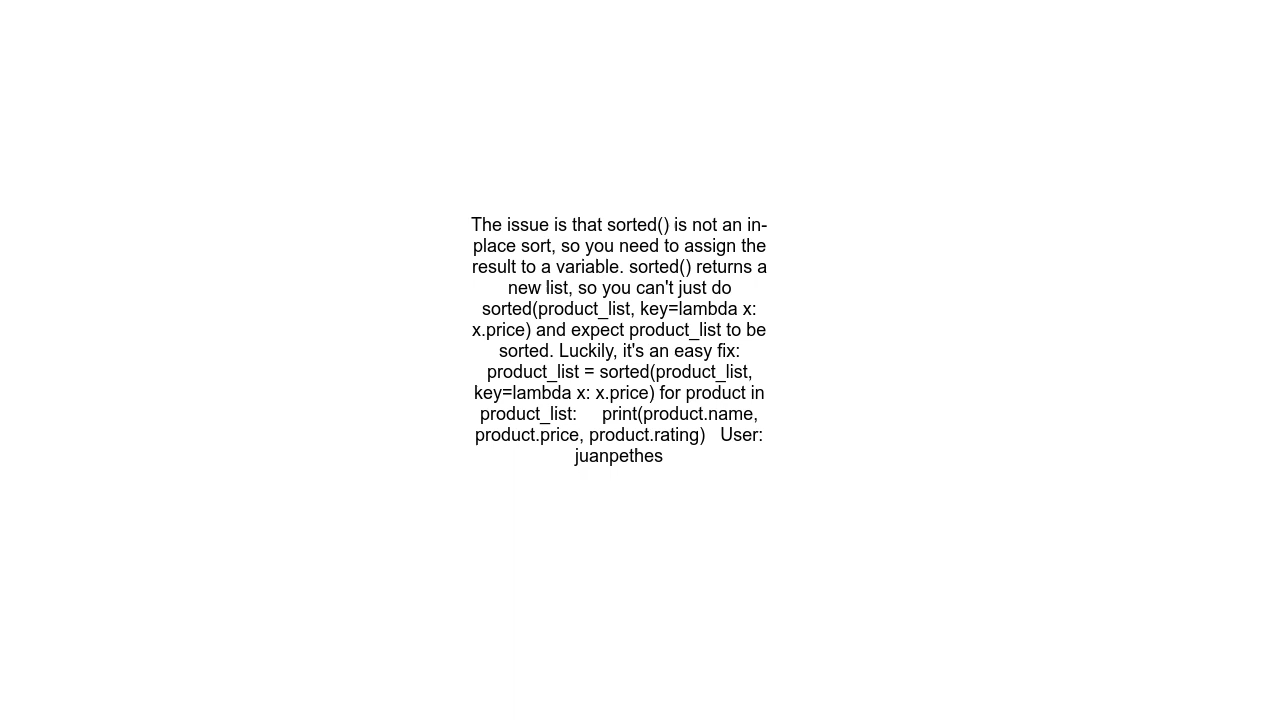 The issue is that sorted() is not an in-
place sort, so you need to assign the
result to a variable. sorted() returns a
new list, so you can't just do
sorted(product_list, key=lambda x:
x.price) and expect product_list to be
sorted. Luckily, it's an easy fix:
product_list = sorted(product_list,
key=lambda x: x.price) for product in
product_list:     print(product.name,
product.price, product.rating)   User:
juanpethes